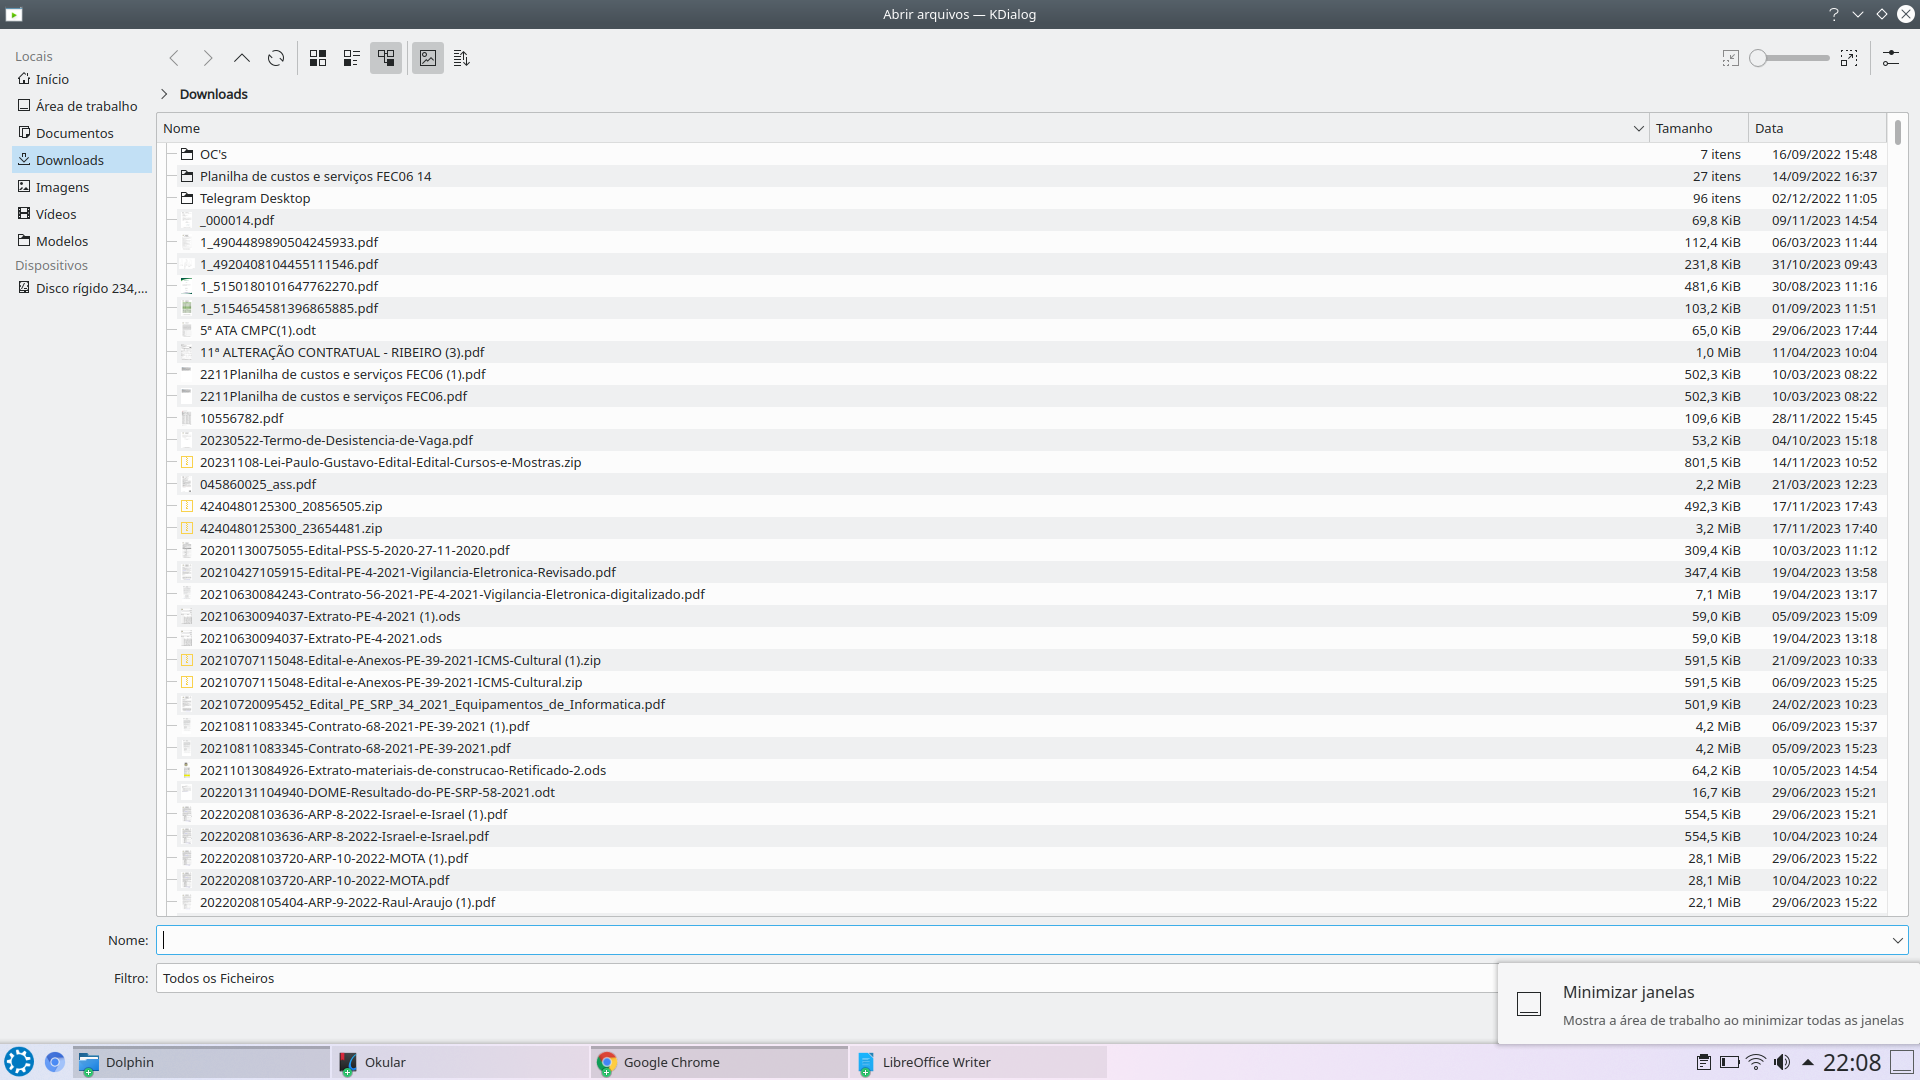 Abrir arquivos — KDialog
Locais
Início
Área de trabalho
Documentos
Downloads
Imagens
Vídeos
Modelos
Dispositivos
Disco rígido 234,...
Downloads
Nome Tamanho Data
OC's 7 itens 16/09/2022 15:48
Planilha de custos e serviços FEC06 14 27 itens 14/09/2022 16:37
Telegram Desktop 96 itens 02/12/2022 11:05
_000014.pdf 69,8 KiB 09/11/2023 14:54
1_4904489890504245933.pdf 112,4 KiB 06/03/2023 11:44
1_4920408104455111546.pdf 231,8 KiB 31/10/2023 09:43
1_5150180101647762270.pdf 481,6 KiB 30/08/2023 11:16
1_5154654581396865885.pdf 103,2 KiB 01/09/2023 11:51
5ª ATA CMPC(1).odt 65,0 KiB 29/06/2023 17:44
11ª ALTERAÇÃO CONTRATUAL - RIBEIRO (3).pdf 1,0 MiB 11/04/2023 10:04
2211Planilha de custos e serviços FEC06 (1).pdf 502,3 KiB 10/03/2023 08:22
2211Planilha de custos e serviços FEC06.pdf 502,3 KiB 10/03/2023 08:22
10556782.pdf 109,6 KiB 28/11/2022 15:45
20230522-Termo-de-Desistencia-de-Vaga.pdf 53,2 KiB 04/10/2023 15:18
20231108-Lei-Paulo-Gustavo-Edital-Edital-Cursos-e-Mostras.zip 801,5 KiB 14/11/2023 10:52
045860025_ass.pdf 2,2 MiB 21/03/2023 12:23
4240480125300_20856505.zip 492,3 KiB 17/11/2023 17:43
4240480125300_23654481.zip 3,2 MiB 17/11/2023 17:40
20201130075055-Edital-PSS-5-2020-27-11-2020.pdf 309,4 KiB 10/03/2023 11:12
20210427105915-Edital-PE-4-2021-Vigilancia-Eletronica-Revisado.pdf 347,4 KiB 19/04/2023 13:58
20210630084243-Contrato-56-2021-PE-4-2021-Vigilancia-Eletronica-digitalizado.pdf 7,1 MiB 19/04/2023 13:17
20210630094037-Extrato-PE-4-2021 (1).ods 59,0 KiB 05/09/2023 15:09
20210630094037-Extrato-PE-4-2021.ods 59,0 KiB 19/04/2023 13:18
20210707115048-Edital-e-Anexos-PE-39-2021-ICMS-Cultural (1).zip 591,5 KiB 21/09/2023 10:33
20210707115048-Edital-e-Anexos-PE-39-2021-ICMS-Cultural.zip 591,5 KiB 06/09/2023 15:25
20210720095452_Edital_PE_SRP_34_2021_Equipamentos_de_Informatica.pdf 501,9 KiB 24/02/2023 10:23
20210811083345-Contrato-68-2021-PE-39-2021 (1).pdf 4,2 MiB 06/09/2023 15:37
20210811083345-Contrato-68-2021-PE-39-2021.pdf 4,2 MiB 05/09/2023 15:23
20211013084926-Extrato-materiais-de-construcao-Retificado-2.ods 64,2 KiB 10/05/2023 14:54
20220131104940-DOME-Resultado-do-PE-SRP-58-2021.odt 16,7 KiB 29/06/2023 15:21
20220208103636-ARP-8-2022-Israel-e-Israel (1).pdf 554,5 KiB 29/06/2023 15:21
20220208103636-ARP-8-2022-Israel-e-Israel.pdf 554,5 KiB 10/04/2023 10:24
20220208103720-ARP-10-2022-MOTA (1).pdf 28,1 MiB 29/06/2023 15:22
20220208103720-ARP-10-2022-MOTA.pdf 28,1 MiB 10/04/2023 10:22
20220208105404-ARP-9-2022-Raul-Araujo (1).pdf 22,1 MiB 29/06/2023 15:22
Nome:
Filtro: Todos os Ficheiros
Minimizar janelas
Mostra a área de trabalho ao minimizar todas as janelas
Dolphin Okular Google Chrome LibreOffice Writer 22:08